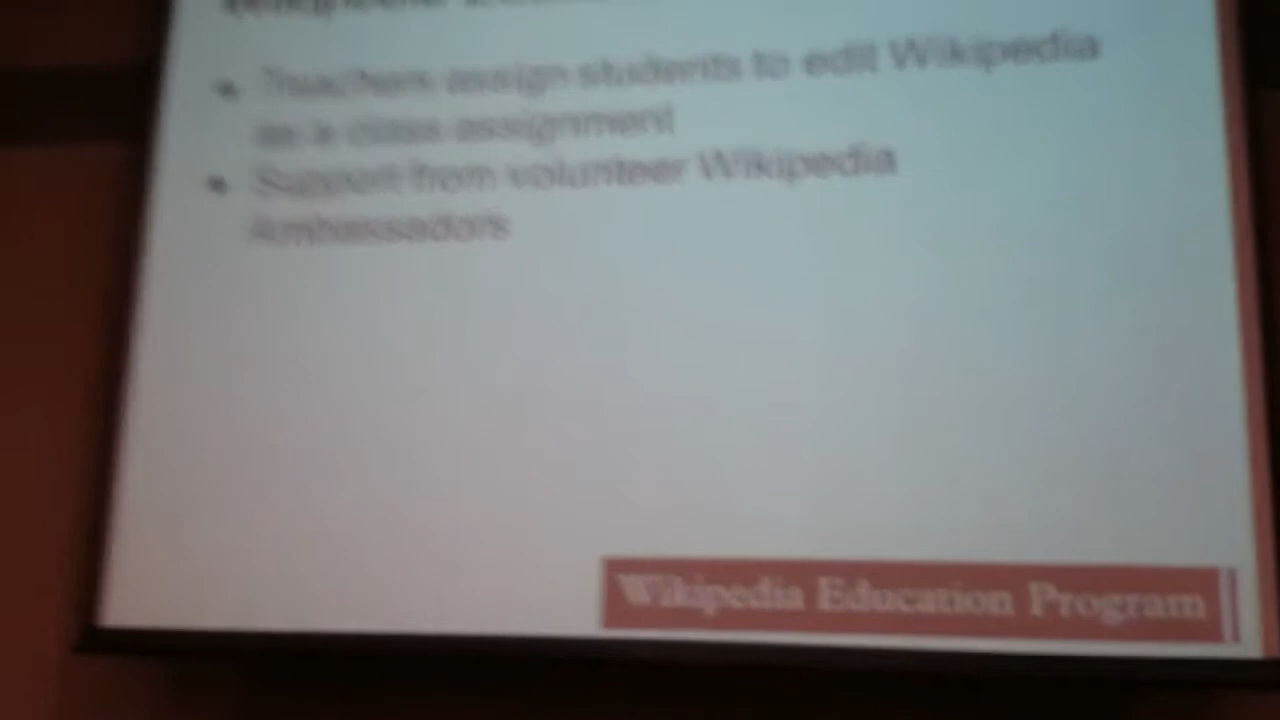 Teachers assign students to edit Wikipedia
as a class assignment
Support from volunteer Wikipedia
Ambassadors
Wikipedia Education Program